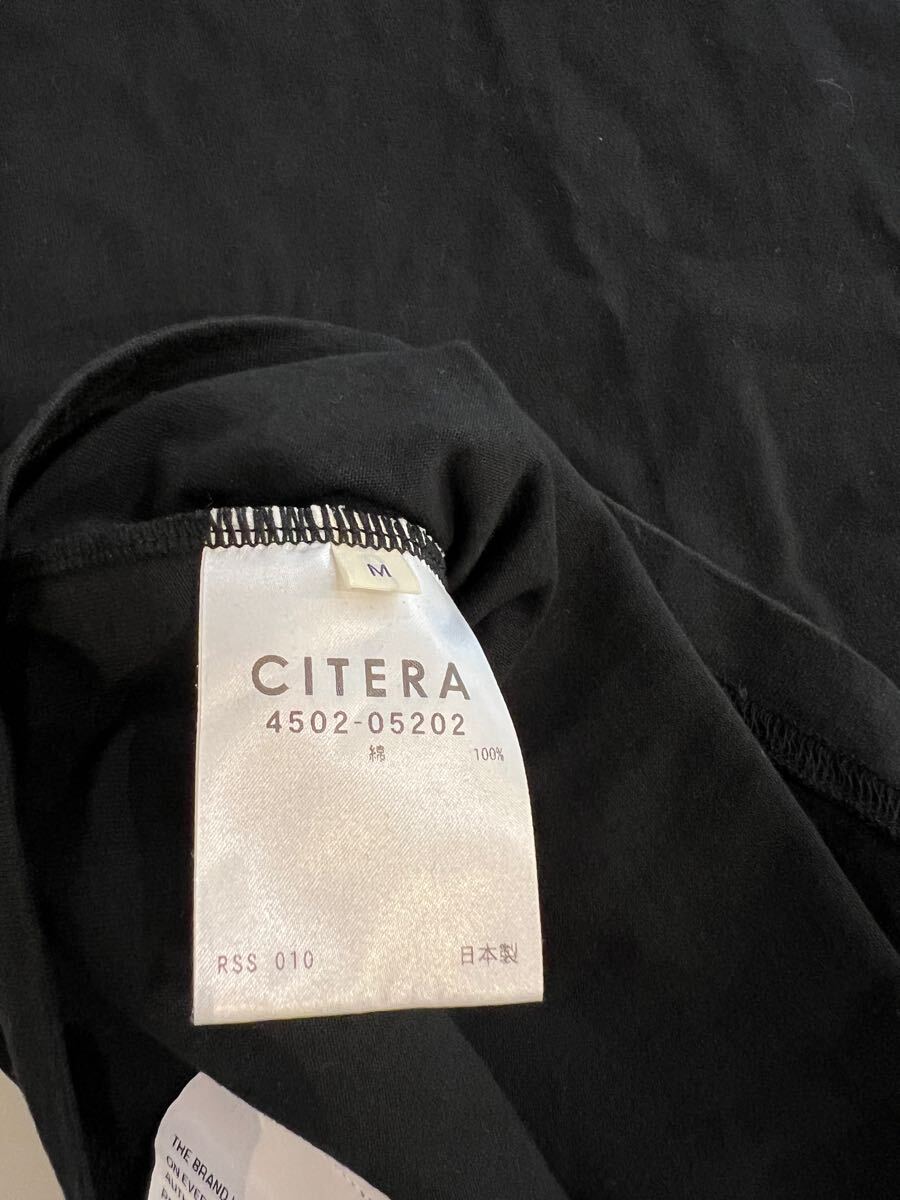 M
CITERA
4502-05202
綿 100%
RSS 010 日本製
THE BRAND
ON EVER